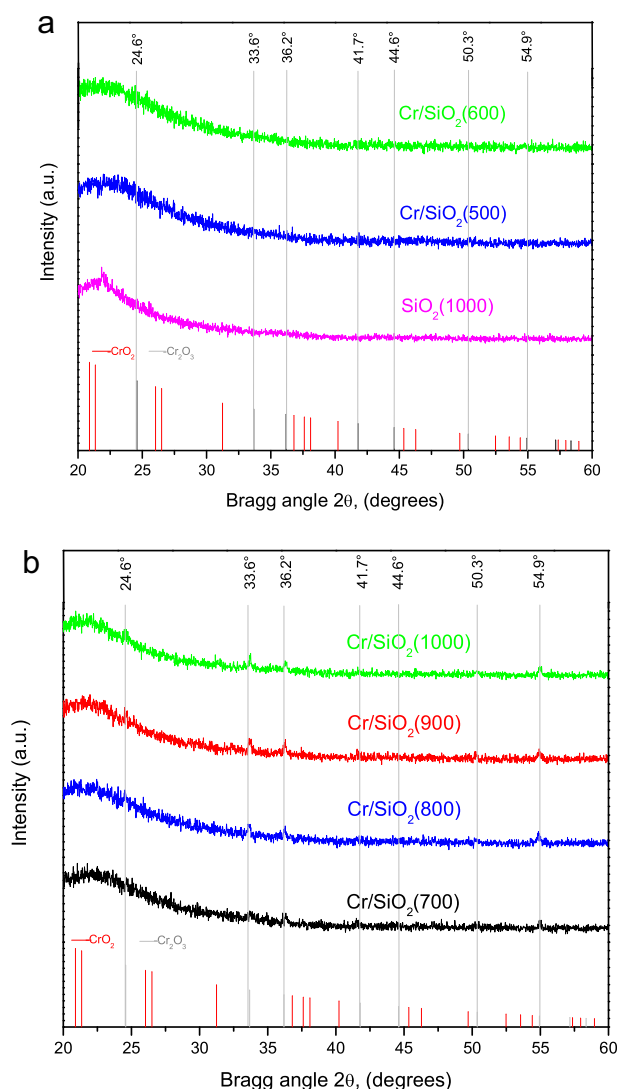 a
24.6° 33.6° 36.2° 41.7° 44.6° 50.3° 54.9°
Cr/SiO₂(600)
Cr/SiO₂(500)
SiO₂(1000)
CrO₂ Cr₂O₃
Intensity (a.u.)
20 25 30 35 40 45 50 55 60
Bragg angle 2θ, (degrees)
b
24.6° 33.6° 36.2° 41.7° 44.6° 50.3° 54.9°
Cr/SiO₂(1000)
Cr/SiO₂(900)
Cr/SiO₂(800)
Cr/SiO₂(700)
CrO₂ Cr₂O₃
Intensity (a.u.)
20 25 30 35 40 45 50 55 60
Bragg angle 2θ, (degrees)